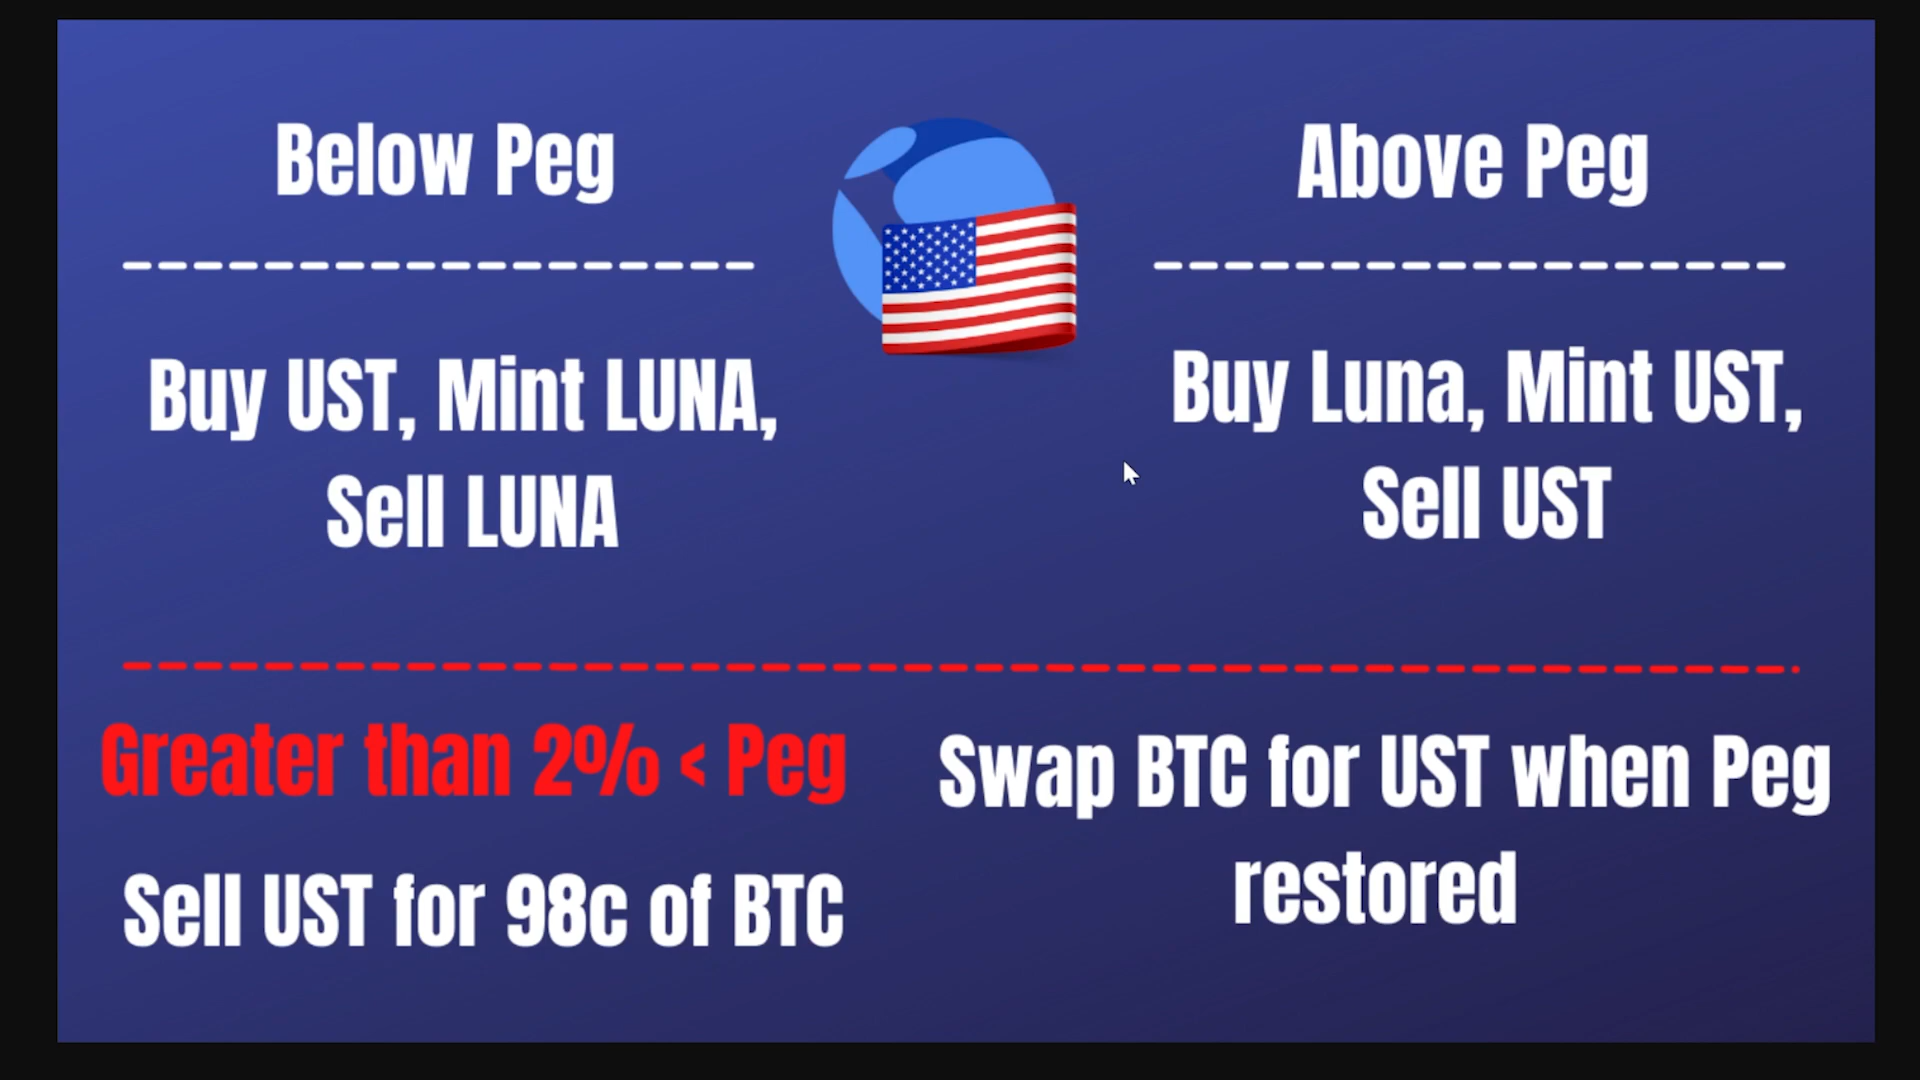 Below Peg
Buy UST, Mint LUNA,
Sell LUNA
Above Peg
Buy Luna, Mint UST,
Sell UST
Greater than 2% < Peg
Sell UST for 98c of BTC
Swap BTC for UST when Peg
restored